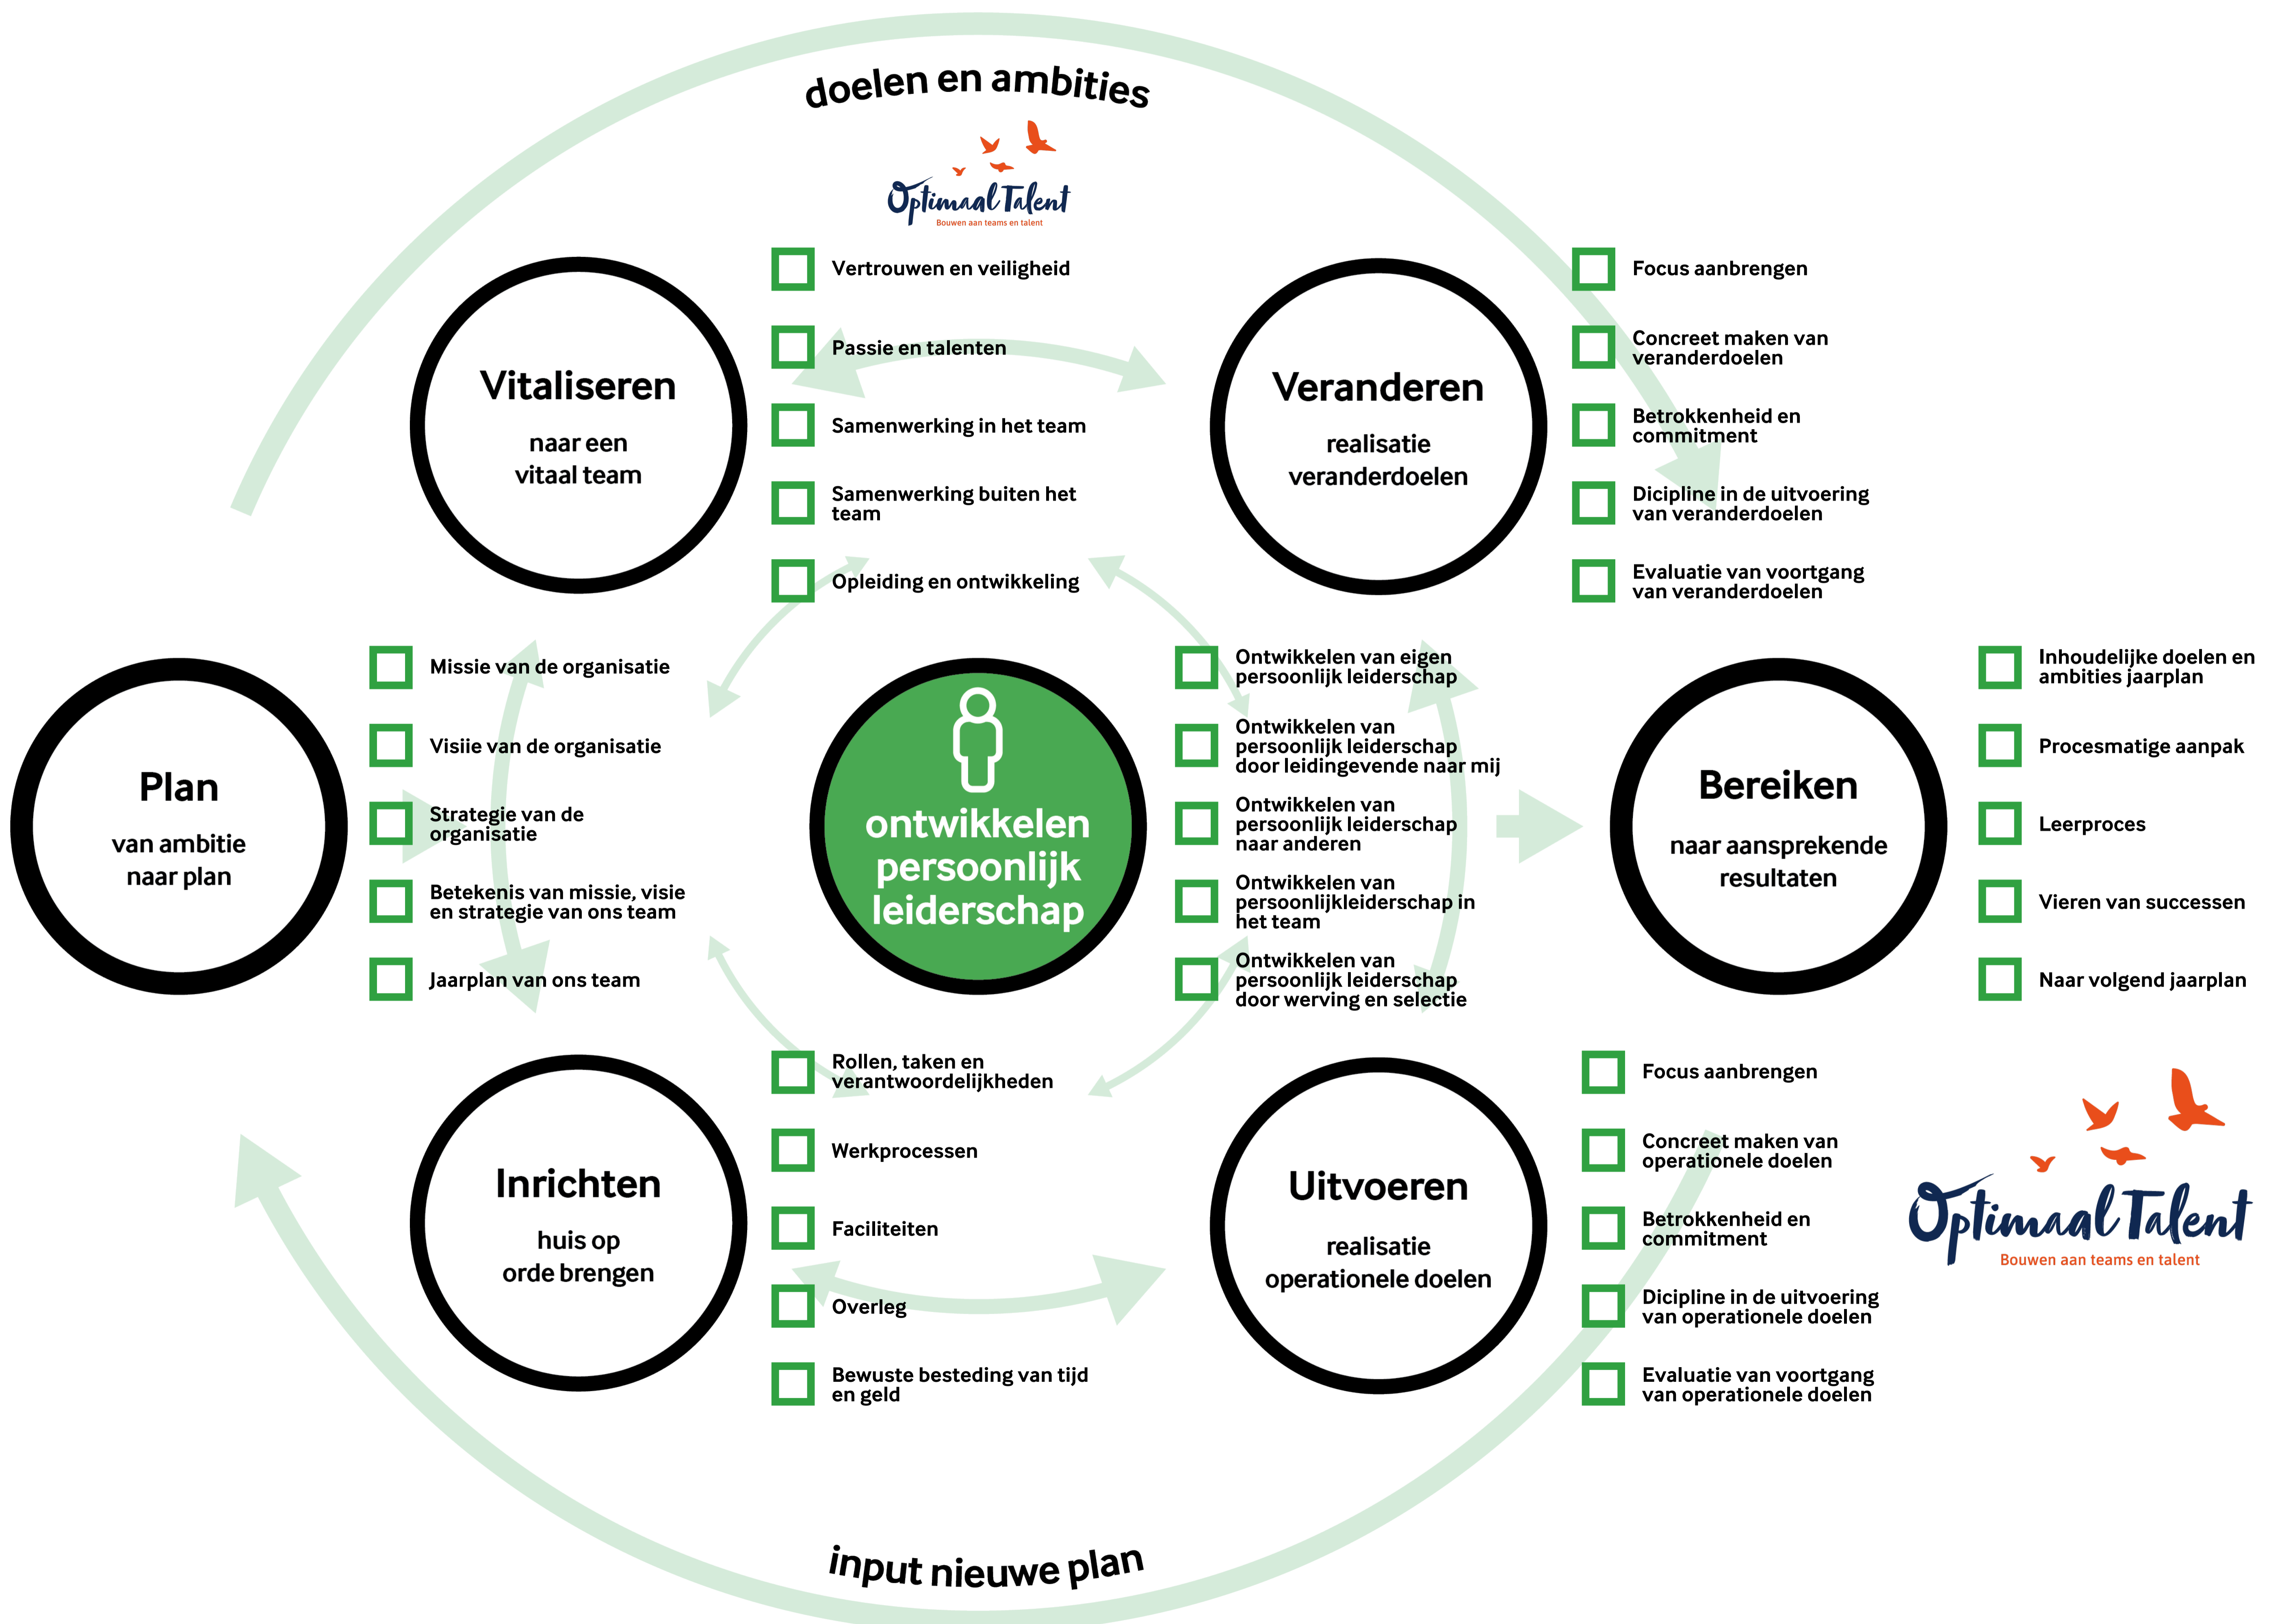 doelen en ambities
Optimaal Talent
Bouwen aan teams en talent
Vitaliseren
naar een
vitaal team
Vertrouwen en veiligheid
Passie en talenten
Samenwerking in het team
Samenwerking buiten het
team
Opleiding en ontwikkeling
Veranderen
realisatie
veranderdoelen
Focus aanbrengen
Concreet maken van
veranderdoelen
Betrokkenheid en
commitment
Dicipline in de uitvoering
van veranderdoelen
Evaluatie van voortgang
van veranderdoelen
Plan
van ambitie
naar plan
Missie van de organisatie
Visiie van de organisatie
Strategie van de
organisatie
Betekenis van missie, visie
en strategie van ons team
Jaarplan van ons team
ontwikkelen
persoonlijk
leiderschap
Ontwikkelen van eigen
persoonlijk leiderschap
Ontwikkelen van
persoonlijk leiderschap
door leidingevende naar mij
Ontwikkelen van
persoonlijk leiderschap
naar anderen
Ontwikkelen van
persoonlijkleiderschap in
het team
Ontwikkelen van
persoonlijk leiderschap
door werving en selectie
Bereiken
naar aansprekende
resultaten
Inhoudelijke doelen en
ambities jaarplan
Procesmatige aanpak
Leerproces
Vieren van successen
Naar volgend jaarplan
Inrichten
huis op
orde brengen
Rollen, taken en
verantwoordelijkheden
Werkprocessen
Faciliteiten
Overleg
Bewuste besteding van tijd
en geld
Uitvoeren
realisatie
operationele doelen
Focus aanbrengen
Concreet maken van
operationele doelen
Betrokkenheid en
commitment
Dicipline in de uitvoering
van operationele doelen
Evaluatie van voortgang
van operationele doelen
Optimaal Talent
Bouwen aan teams en talent
input nieuwe plan